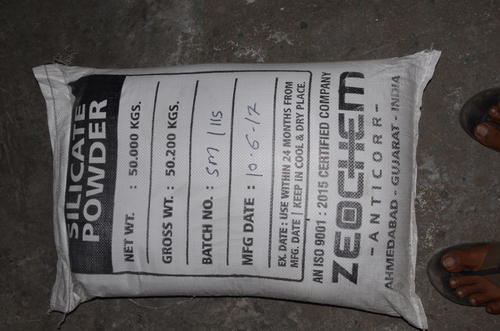 SILICATE
POWDER
NET WT. : 50.000 KGS.
GROSS WT. : 50.200 KGS.
BATCH NO. : SM/115
MFG DATE : 10-6-17
EX. DATE : USE WITHIN 24 MONTHS FROM
MFG. DATE | KEEP IN COOL & DRY PLACE.
AN ISO 9001 : 2015 CERTIFIED COMPANY
ZEOCHEM
- ANTICORR -
AHMEDABAD - GUJARAT - INDIA